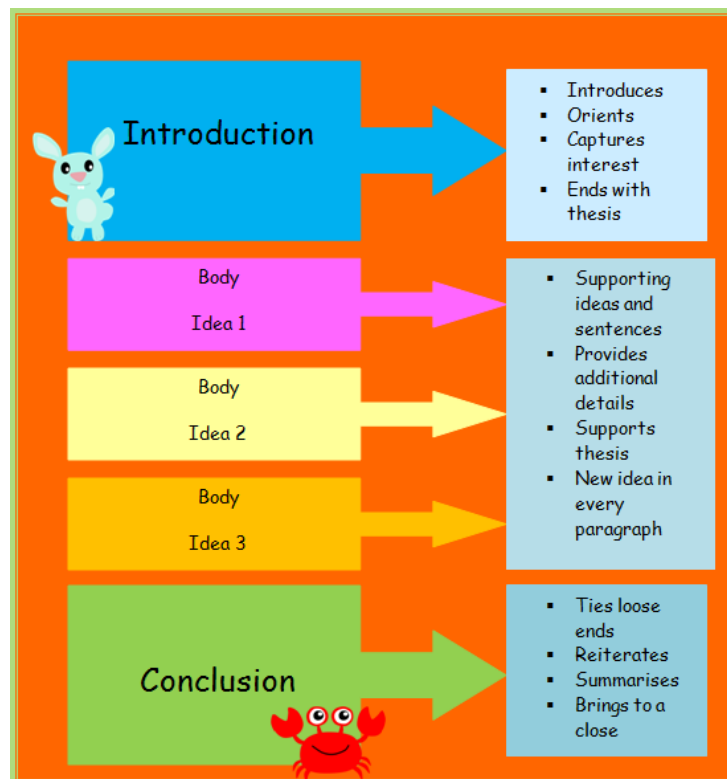 Introduction
▪ Introduces
▪ Orients
▪ Captures
interest
▪ Ends with
thesis
Body
Idea 1
Body
Idea 2
Body
Idea 3
▪ Supporting
ideas and
sentences
▪ Provides
additional
details
▪ Supports
thesis
▪ New idea in
every
paragraph
Conclusion
▪ Ties loose
ends
▪ Reiterates
▪ Summarises
▪ Brings to a
close